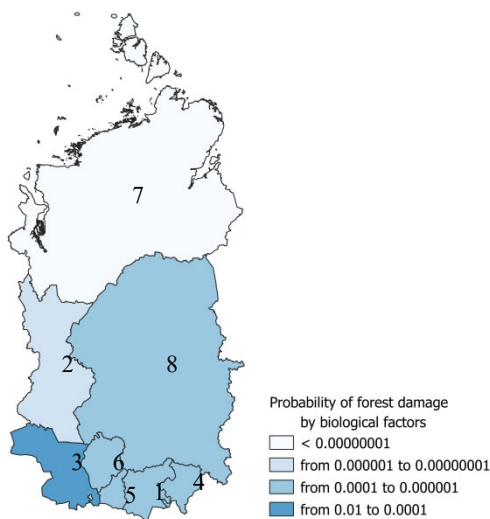 7
2
8
3
6
5
1
4
Probability of forest damage
by biological factors
< 0.00000001
from 0.000001 to 0.00000001
from 0.0001 to 0.000001
from 0.01 to 0.0001